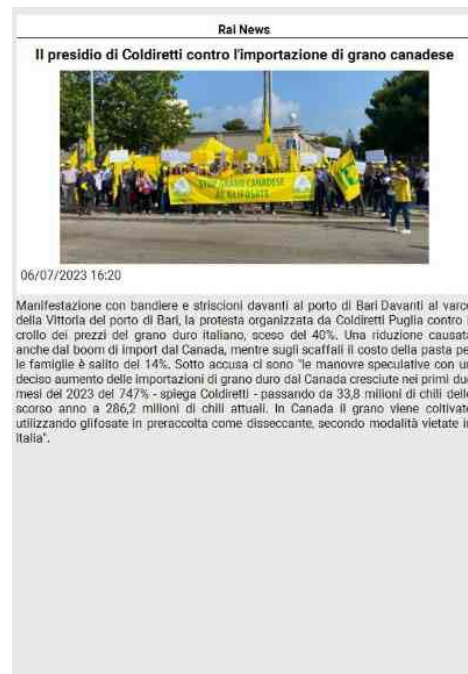 Rai News
Il presidio di Coldiretti contro l'importazione di grano canadese
STOP GRANO CANADESE
AL GLIFOSATE
06/07/2023 16:20
Manifestazione con bandiere e striscioni davanti al porto di Bari Davanti al varco
della Vittoria del porto di Bari, la protesta organizzata da Coldiretti Puglia contro
crollo dei prezzi del grano duro italiano, sceso del 40%. Una riduzione causata
anche dal boom di import dal Canada, mentre sugli scaffali il costo della pasta pe
le famiglie è salito del 14%. Sotto accusa ci sono "le manovre speculative con un
deciso aumento delle importazioni di grano duro dal Canada cresciute nei primi du
mesi del 2023 del 747% - spiega Coldiretti - passando da 33,8 milioni di chili dello
scorso anno a 286,2 milioni di chili attuali. In Canada il grano viene coltivato
utilizzando glifosate in preraccolta come disseccante, secondo modalità vietate i
Italia".